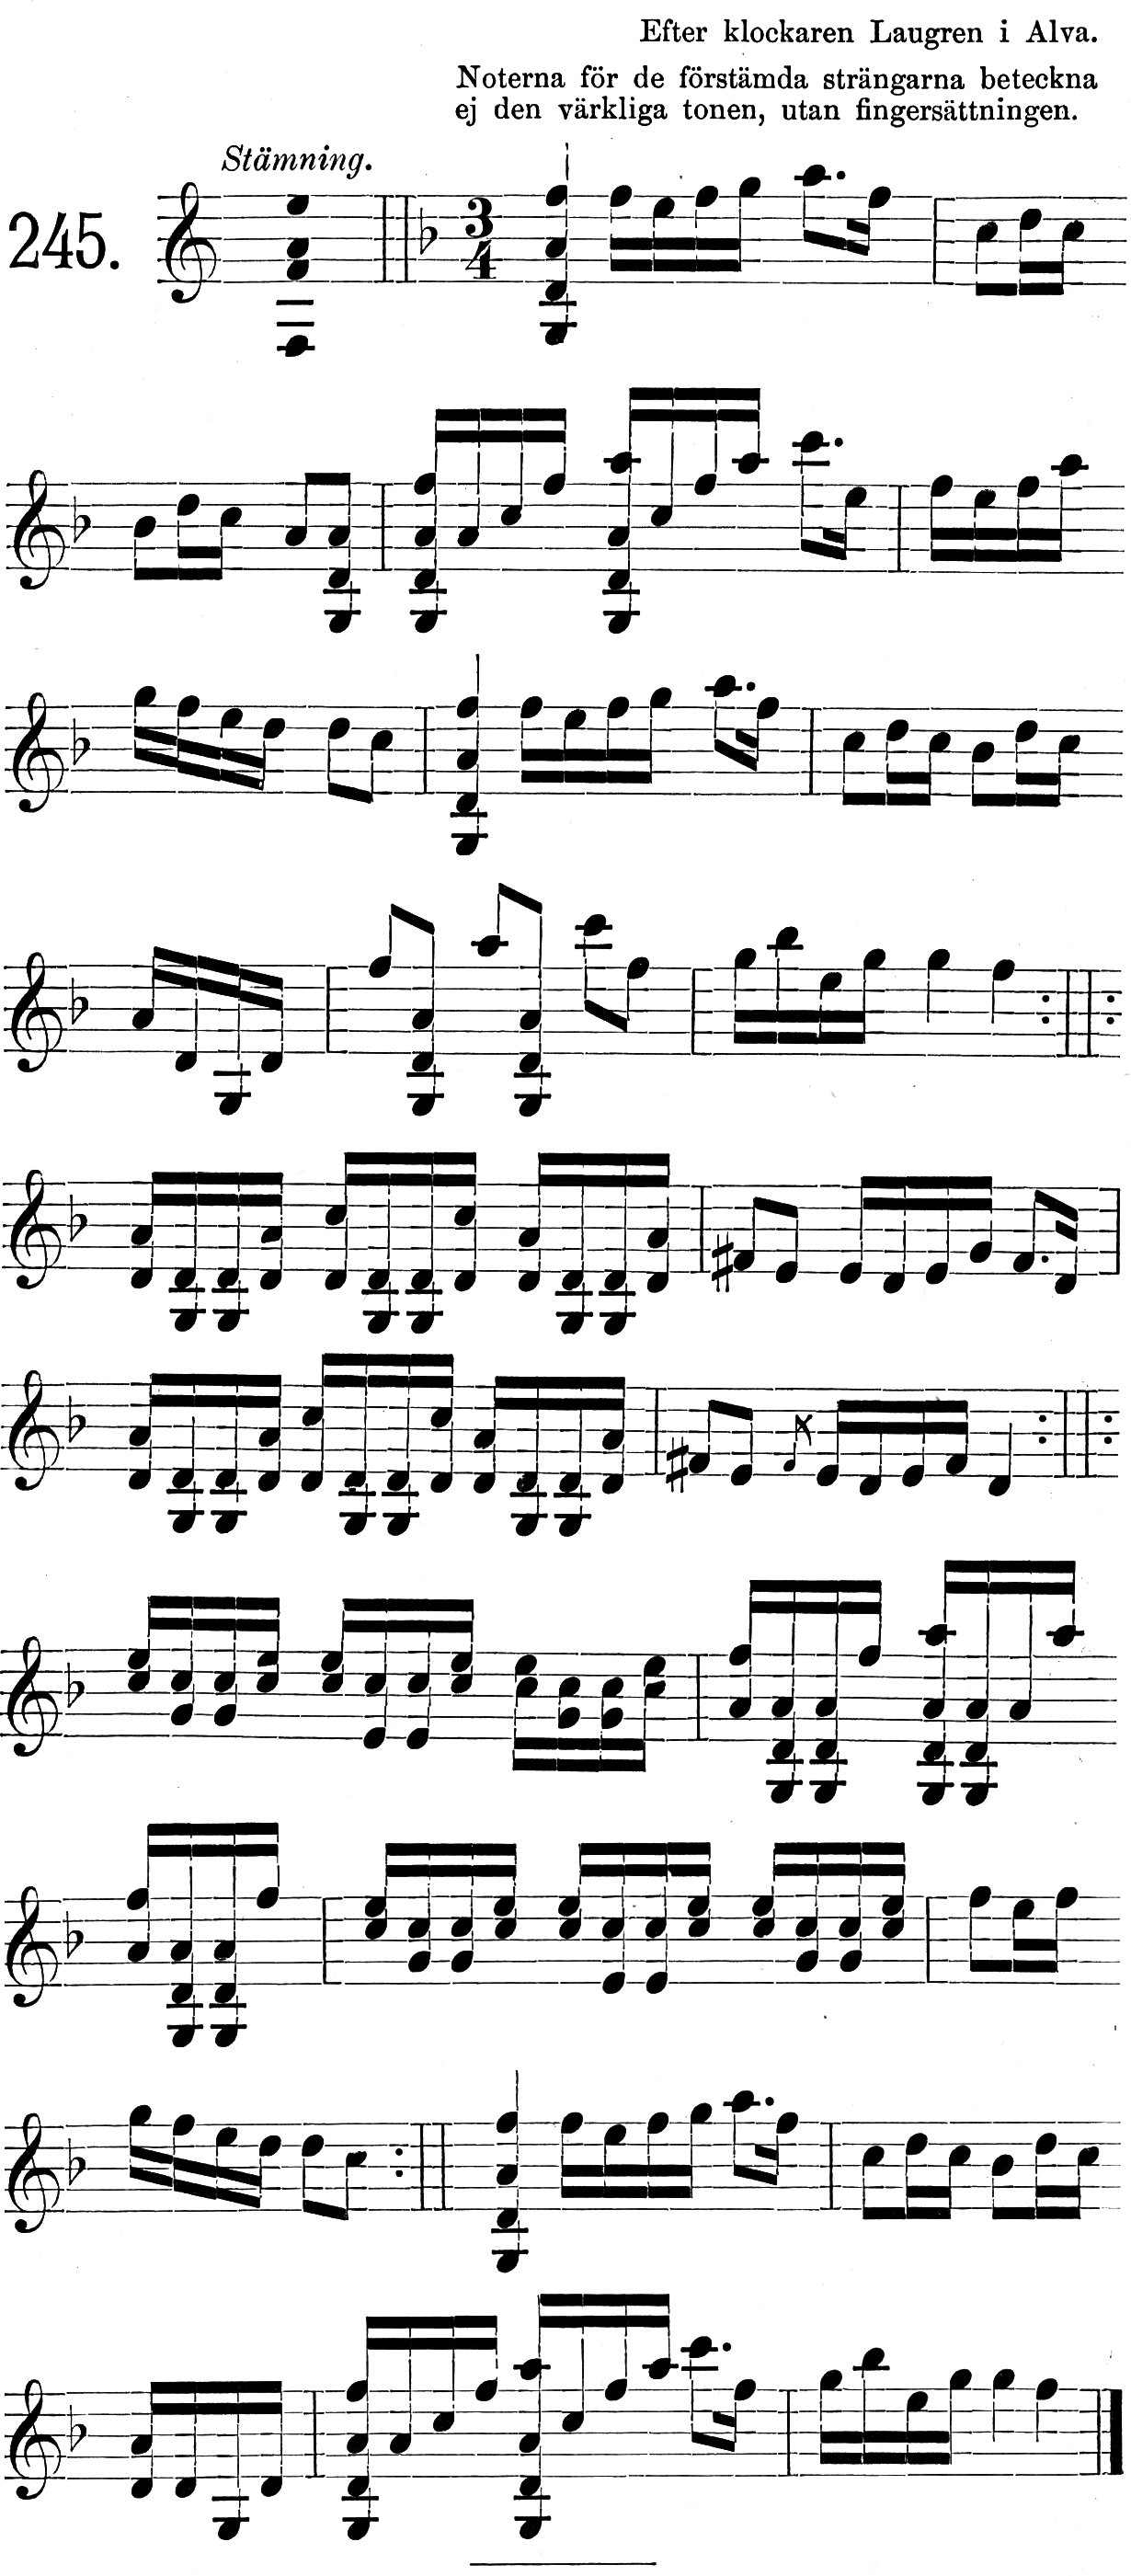 Efter klockaren Laugren i Alva.
Noterna för de förstämda strängarna beteckna
ej den värkliga tonen, utan fingersättningen.
Stämning.
245.
3
4